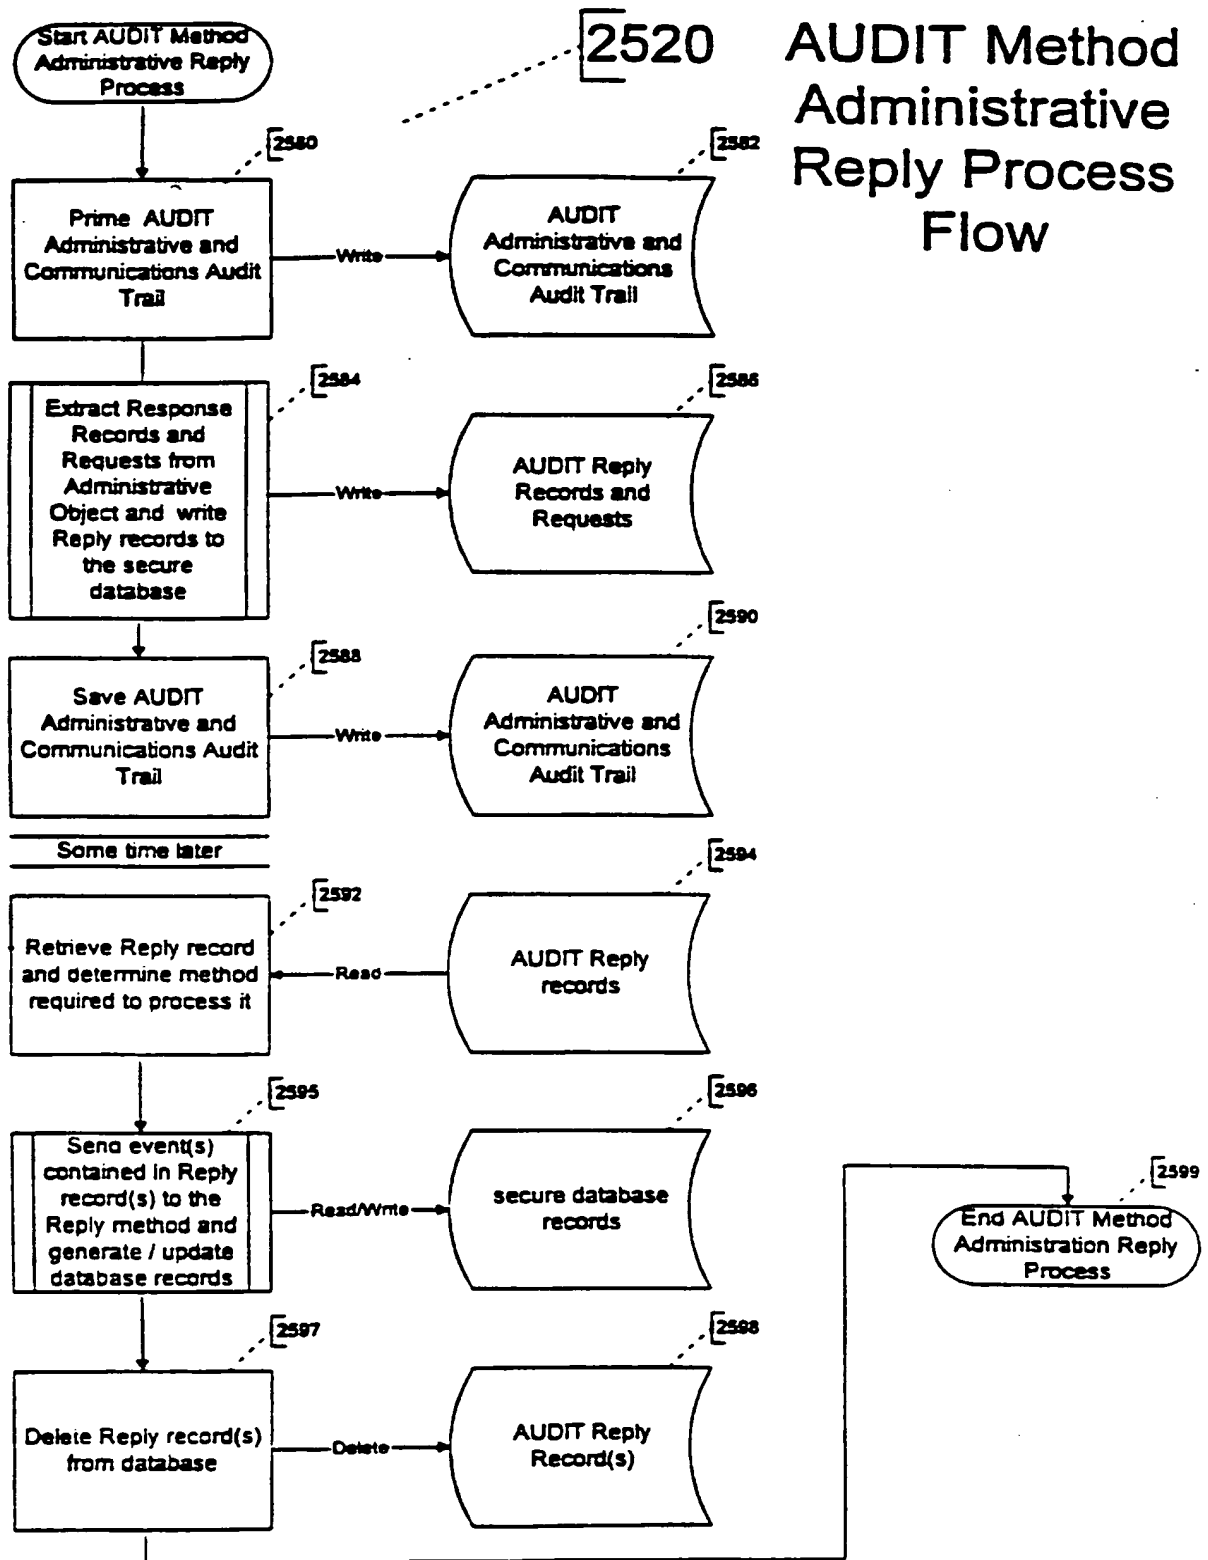 Start AUDIT Method
Administrative Reply
Process
2520
AUDIT Method
Administrative
Reply Process
Flow
2580
Prime AUDIT
Administrative and
Communications Audit
Trail
Write
2582
AUDIT
Administrative and
Communications
Audit Trail
2584
Extract Response
Records and
Requests from
Administrative
Object and write
Reply records to
the secure
database
Write
2586
AUDIT Reply
Records and
Requests
2588
Save AUDIT
Administrative and
Communications Audit
Trail
Write
2590
AUDIT
Administrative and
Communications
Audit Trail
Some time later
2592
Retrieve Reply record
and determine method
required to process it
Read
2594
AUDIT Reply
records
2595
Send event(s)
contained in Reply
record(s) to the
Reply method and
generate / update
database records
Read/Write
2596
secure database
records
2599
End AUDIT Method
Administration Reply
Process
2597
Delete Reply record(s)
from database
Delete
2598
AUDIT Reply
Record(s)